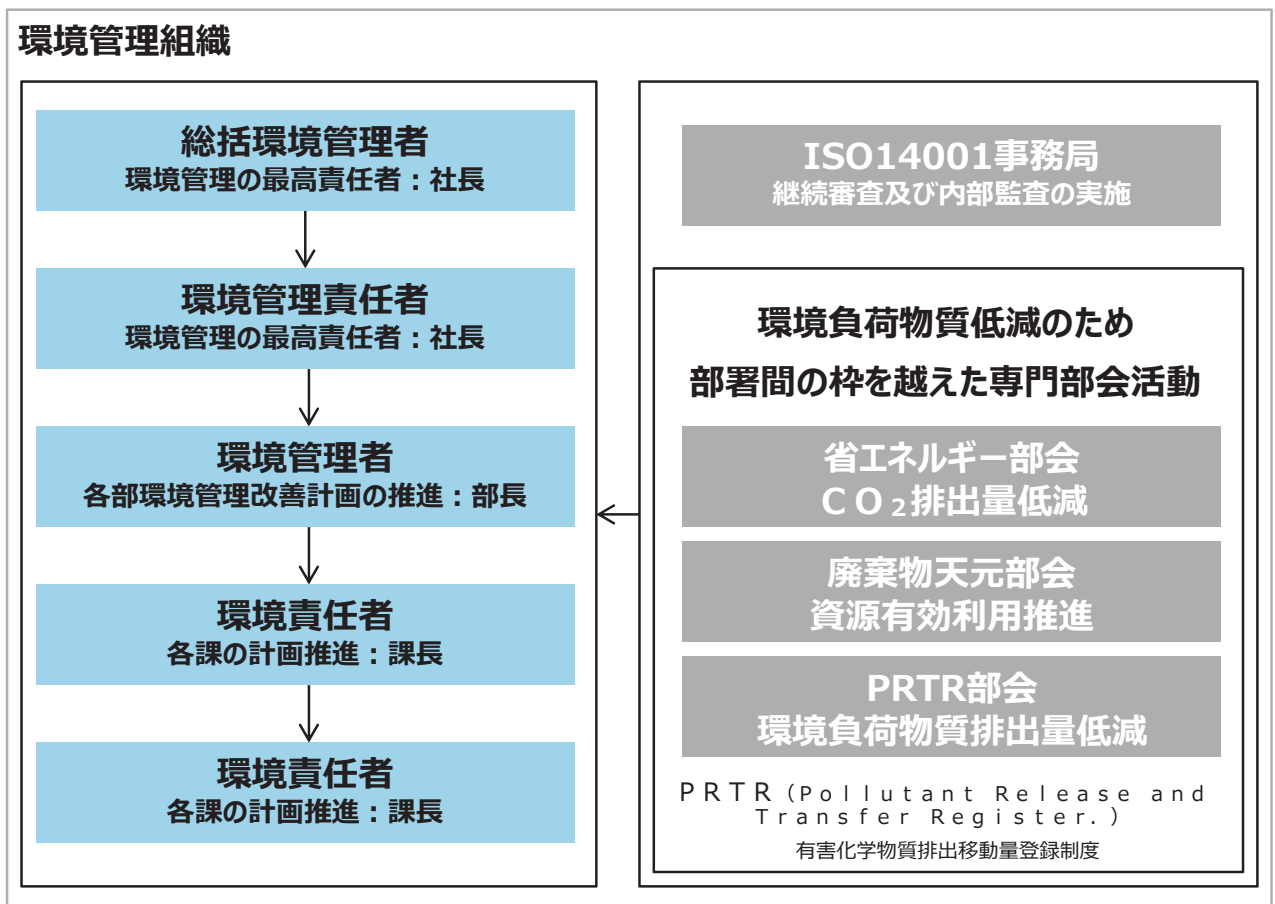 環境管理組織
総括環境管理者
環境管理の最高責任者：社長
環境管理責任者
環境管理の最高責任者：社長
環境管理者
各部環境管理改善計画の推進：部長
環境責任者
各課の計画推進：課長
環境責任者
各課の計画推進：課長
ISO14001事務局
継続審査及び内部監査の実施
環境負荷物質低減のため
部署間の枠を越えた専門部会活動
省エネルギー部会
ＣＯ₂排出量低減
廃棄物天元部会
資源有効利用推進
PRTR部会
環境負荷物質排出量低減
ＰＲＴＲ（Pollutant Release and
Transfer Register.）
有害化学物質排出移動量登録制度